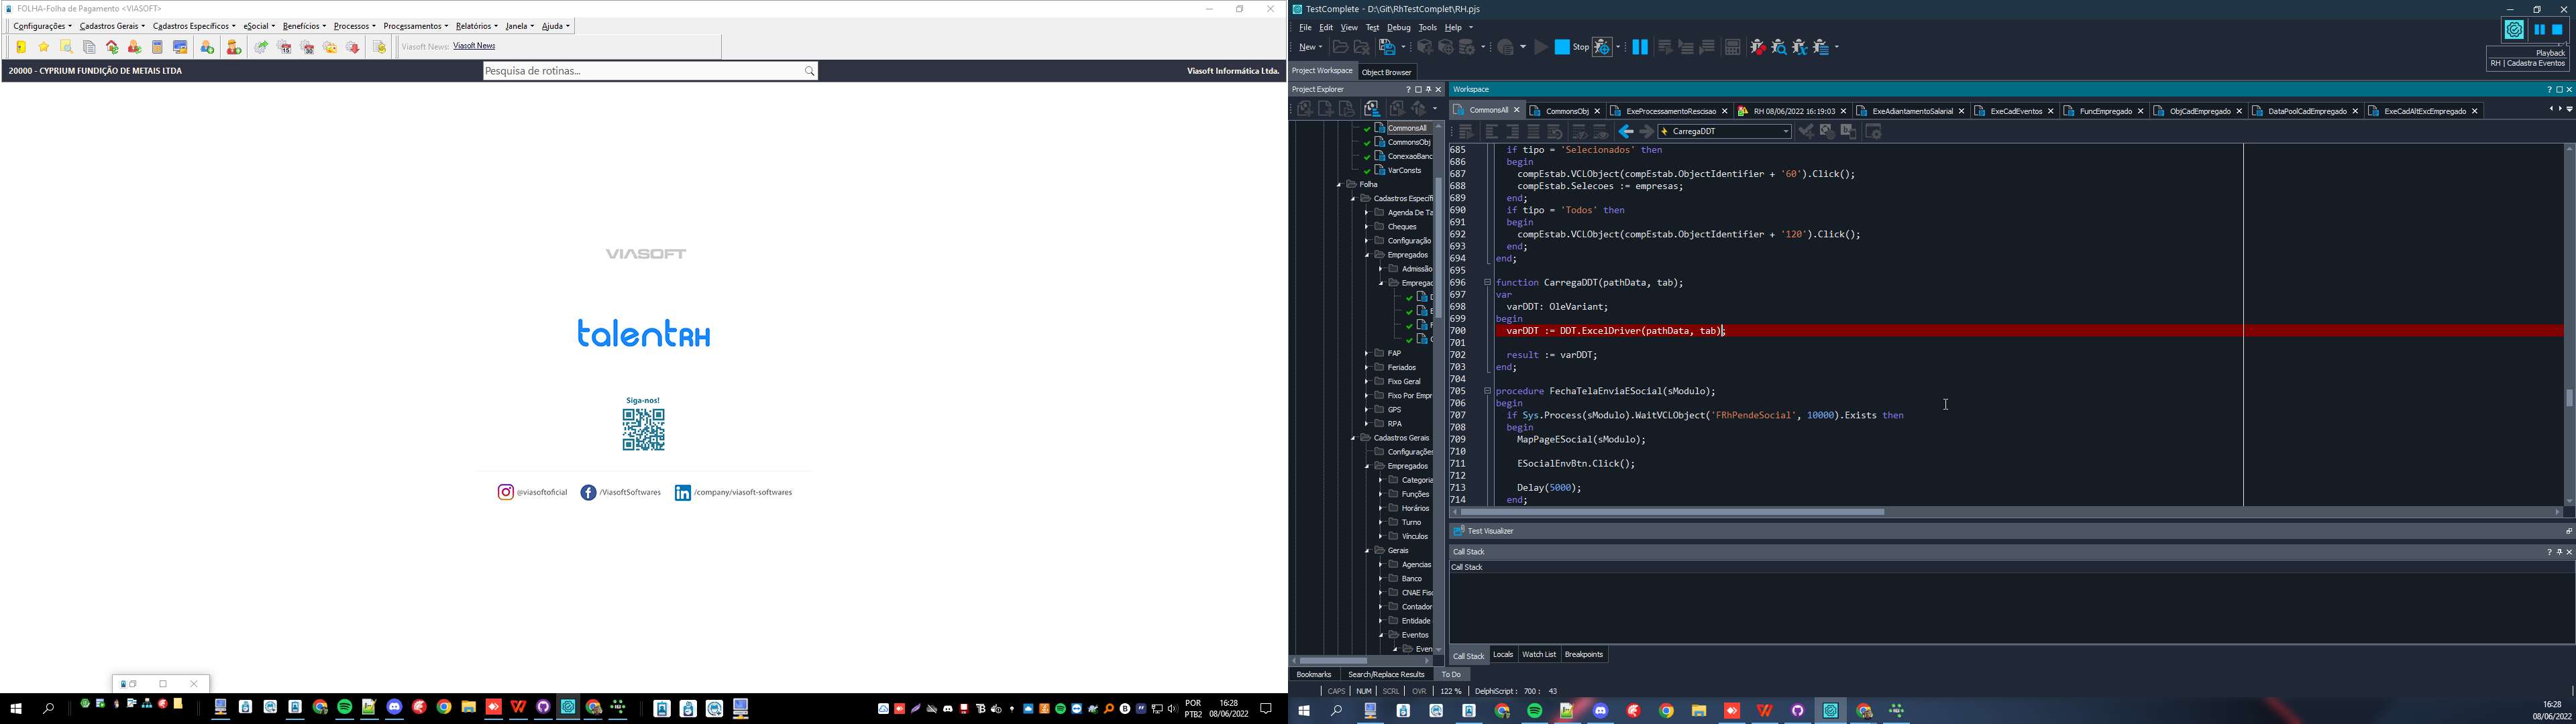 FOLHA-Folha de Pagamento <VIASOFT>
Configurações Cadastros Gerais Cadastros Específicos eSocial Benefícios Processos Processamentos Relatórios Janela Ajuda
Viasoft News: Viasoft News
20000 - CYPRIUM FUNDIÇÃO DE METAIS LTDA
Pesquisa de rotinas...
Viasoft Informática Ltda.
VIASOFT
talentRH
Siga-nos!
@viasoftoficial
/ViasoftSoftwares
/company/viasoft-softwares
POR
PTB2
16:28
08/06/2022
TestComplete - D:\Git\RhTestComplet\RH.pjs
File Edit View Test Debug Tools Help
New
Stop
Playback
RH | Cadastra Eventos
Project Workspace
Object Browser
Project Explorer
Workspace
CommonsAll
CommonsObj
ExeProcessamentoRescisao
RH 08/06/2022 16:19:03
ExeAdiantamentoSalarial
ExeCadEventos
FuncEmpregado
ObjCadEmpregado
DataPoolCadEmpregado
ExeCadAltExcEmpregado
CarregaDDT
CommonsAll
CommonsObj
ConexaoBanc
VarConsts
Folha
Cadastros Específi
Agenda De Ta
Cheques
Configuração
Empregados
Admissão
Empregad
FAP
Feriados
Fixo Geral
Fixo Por Empr
GPS
RPA
Cadastros Gerais
Configurações
Empregados
Categoria
Funções
Horários
Turno
Vínculos
Gerais
Agencias
Banco
CNAE Fis
Contador
Entidade
Eventos
Even
685 if tipo = 'Selecionados' then
686 begin
687 compEstab.VCLObject(compEstab.ObjectIdentifier + '60').Click();
688 compEstab.Selecoes := empresas;
689 end;
690 if tipo = 'Todos' then
691 begin
692 compEstab.VCLObject(compEstab.ObjectIdentifier + '120').Click();
693 end;
694 end;
695
696 function CarregaDDT(pathData, tab);
697 var
698 varDDT: OleVariant;
699 begin
700 varDDT := DDT.ExcelDriver(pathData, tab);
701
702 result := varDDT;
703 end;
704
705 procedure FechaTelaEnviaESocial(sModulo);
706 begin
707 if Sys.Process(sModulo).WaitVCLObject('FRhPendeSocial', 10000).Exists then
708 begin
709 MapPageESocial(sModulo);
710
711 ESocialEnvBtn.Click();
712
713 Delay(5000);
714 end;
Test Visualizer
Call Stack
Call Stack
Call Stack Locals Watch List Breakpoints
Bookmarks Search/Replace Results To Do
CAPS NUM SCRL OVR 122 % DelphiScript : 700 : 43
16:28
08/06/2022